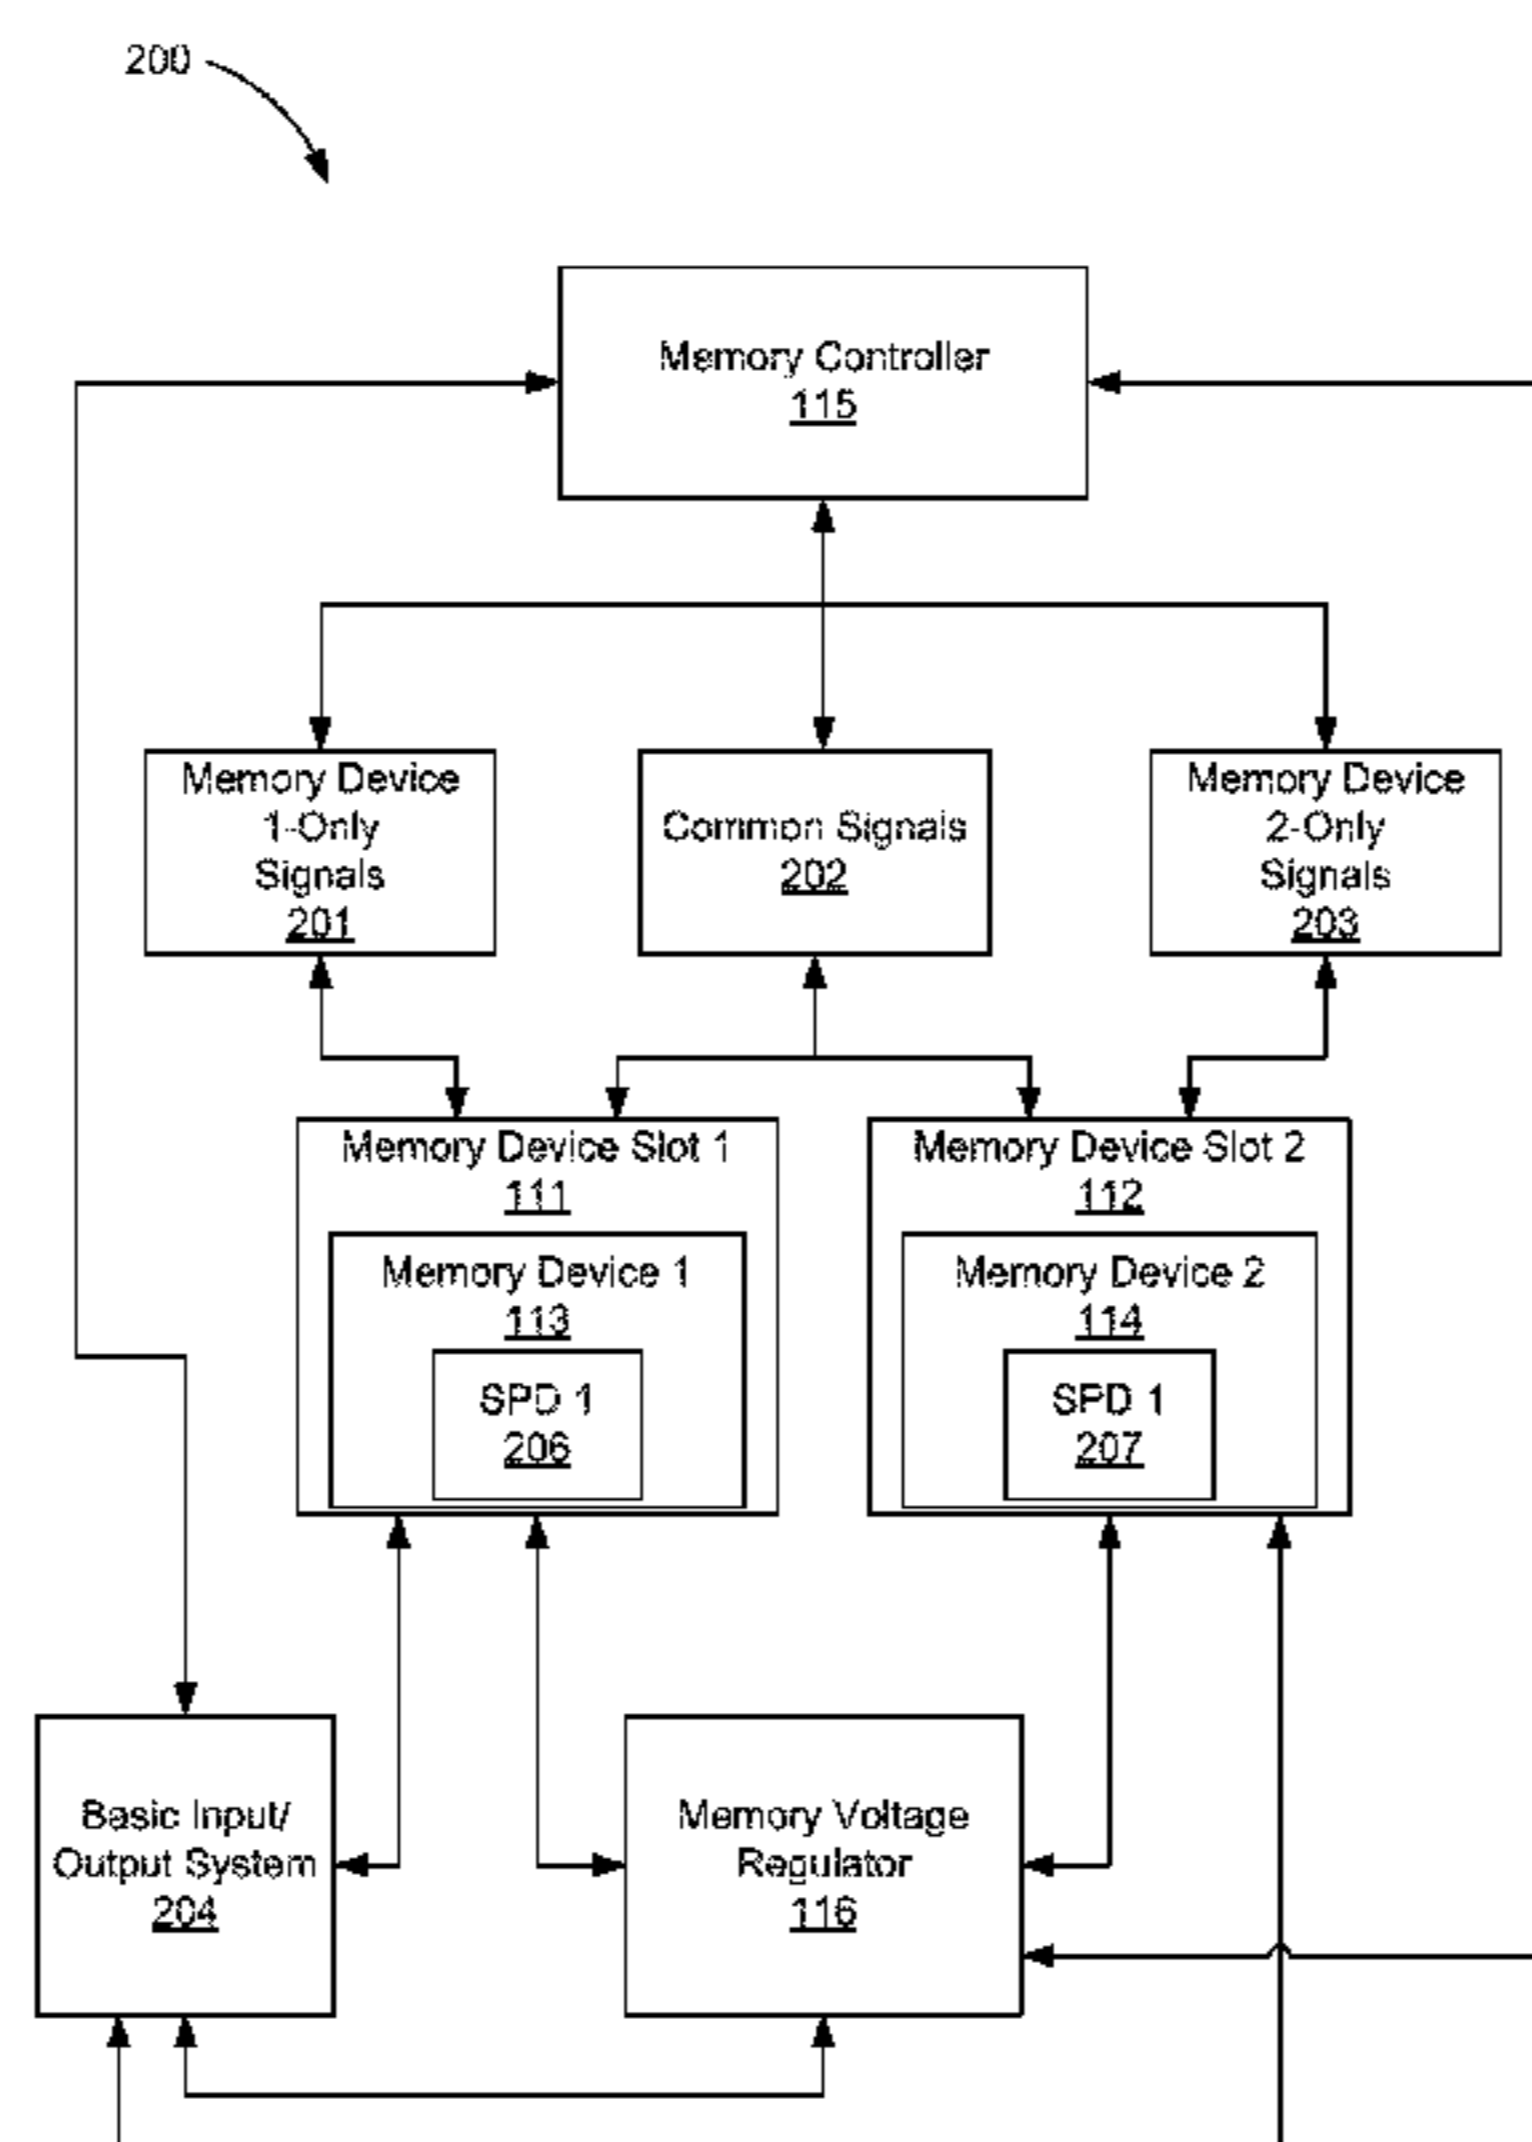 200
Memory Controller
115
Memory Device
1-Only
Signals
201
Common Signals
202
Memory Device
2-Only
Signals
203
Memory Device Slot 1
111
Memory Device 1
113
SPD 1
206
Memory Device Slot 2
112
Memory Device 2
114
SPD 1
207
Basic Input/
Output System
204
Memory Voltage
Regulator
116